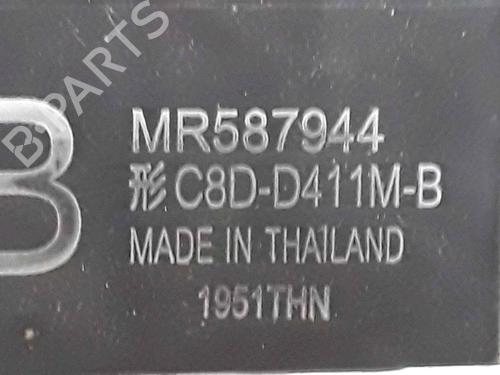 B-PARTS
B
MR587944
形 C8D-D411M-B
MADE IN THAILAND
1951THN